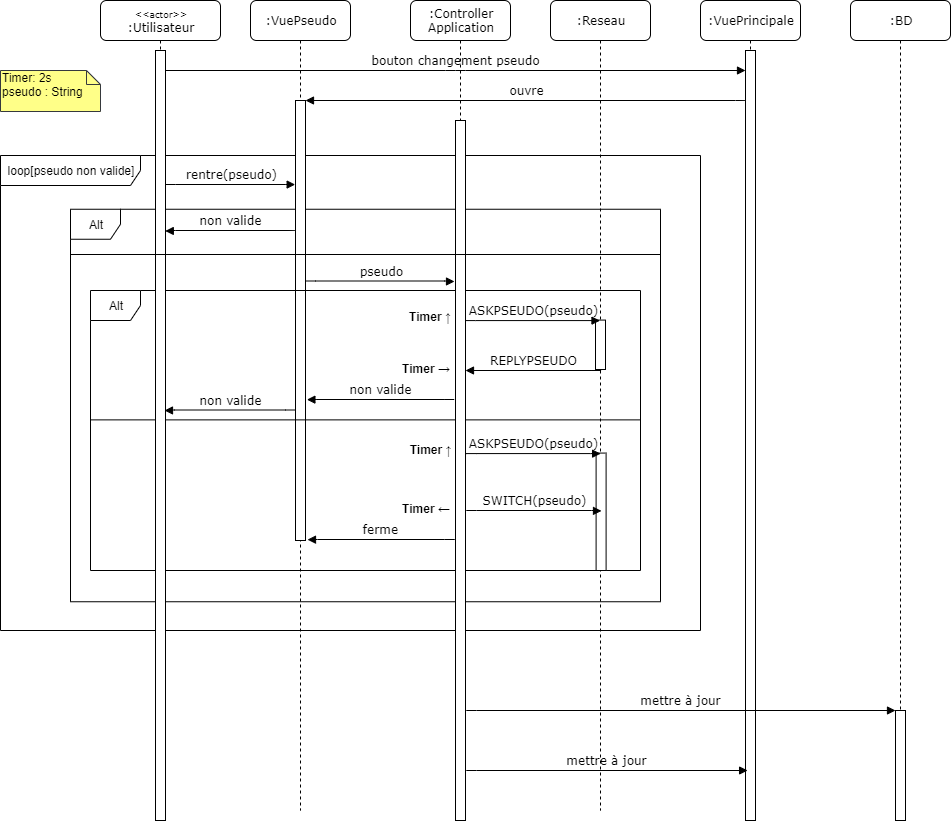 <<actor>>
:Utilisateur
:VuePseudo
:Controller
Application
:Reseau
:VuePrincipale
:BD
bouton changement pseudo
Timer: 2s
pseudo : String
ouvre
loop[pseudo non valide]
rentre(pseudo)
Alt
non valide
pseudo
Alt
Timer ↑
ASKPSEUDO(pseudo)
Timer →
REPLYPSEUDO
non valide
non valide
Timer ↑
ASKPSEUDO(pseudo)
Timer ←
SWITCH(pseudo)
ferme
mettre à jour
mettre à jour